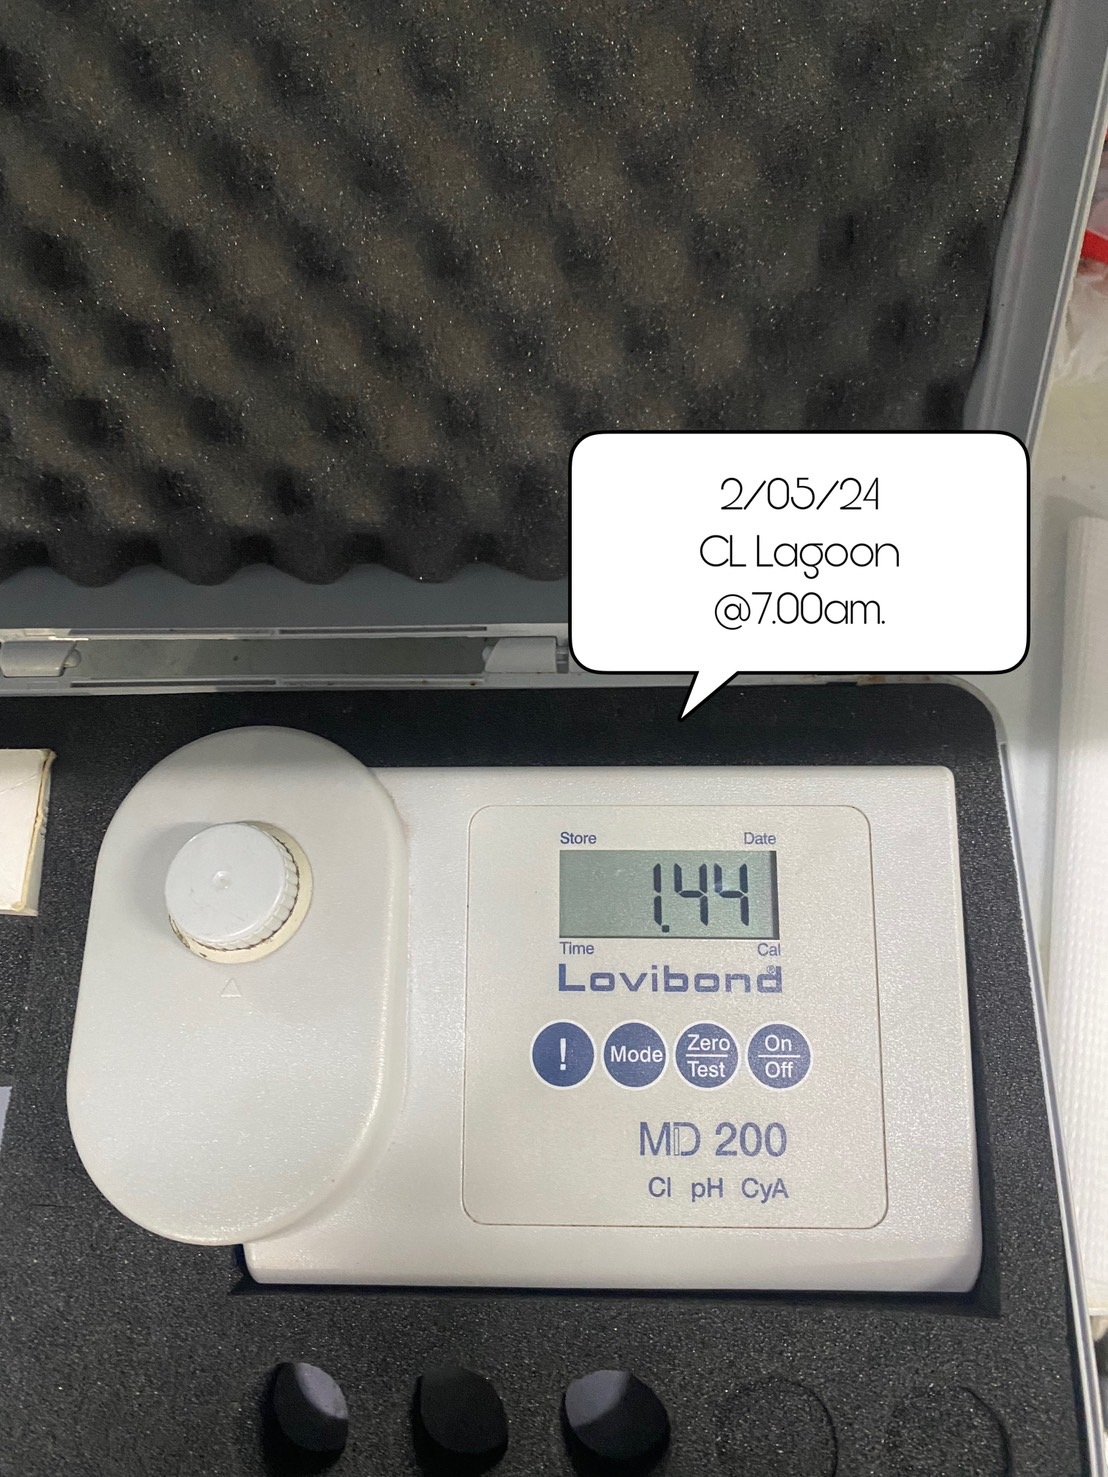 2/05/24
CL Lagoon
@7.00am.
Store Date
1.44
Time Cal
Lovibond®
! Mode Zero/Test On/Off
MD 200
Cl pH CyA